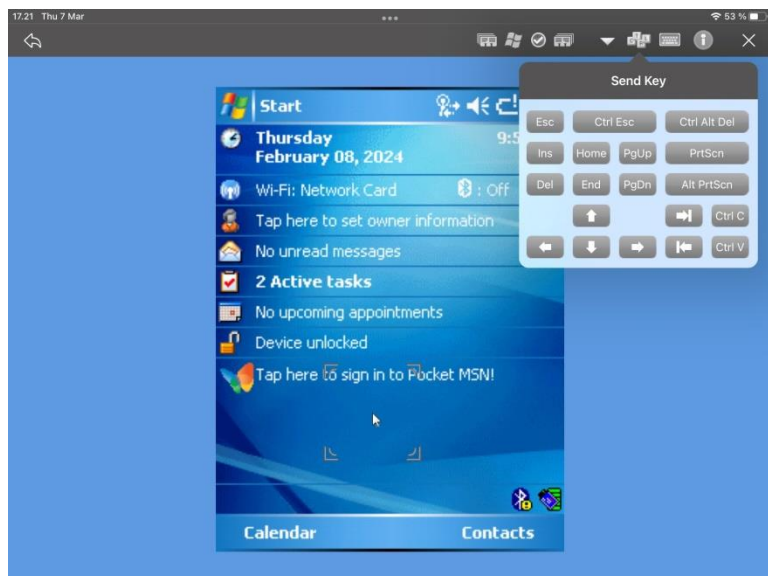 17.21 Thu 7 Mar
53 %
Send Key
Esc Ctrl Esc Ctrl Alt Del
Ins Home PgUp PrtScn
Del End PgDn Alt PrtScn
Ctrl C
Ctrl V
Start
Thursday
February 08, 2024
Wi-Fi: Network Card : Off
Tap here to set owner information
No unread messages
2 Active tasks
No upcoming appointments
Device unlocked
Tap here to sign in to Pocket MSN!
Calendar Contacts